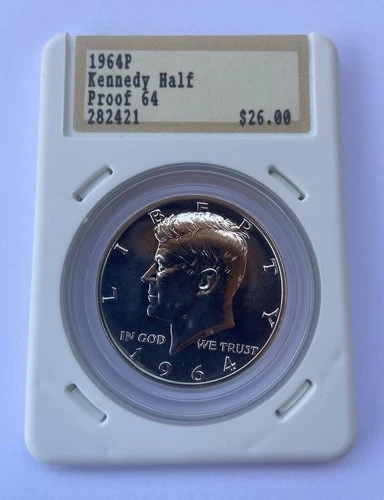 1964P
Kennedy Half
Proof 64
282421 $26.00
LIBERTY
IN GOD WE TRUST
1964